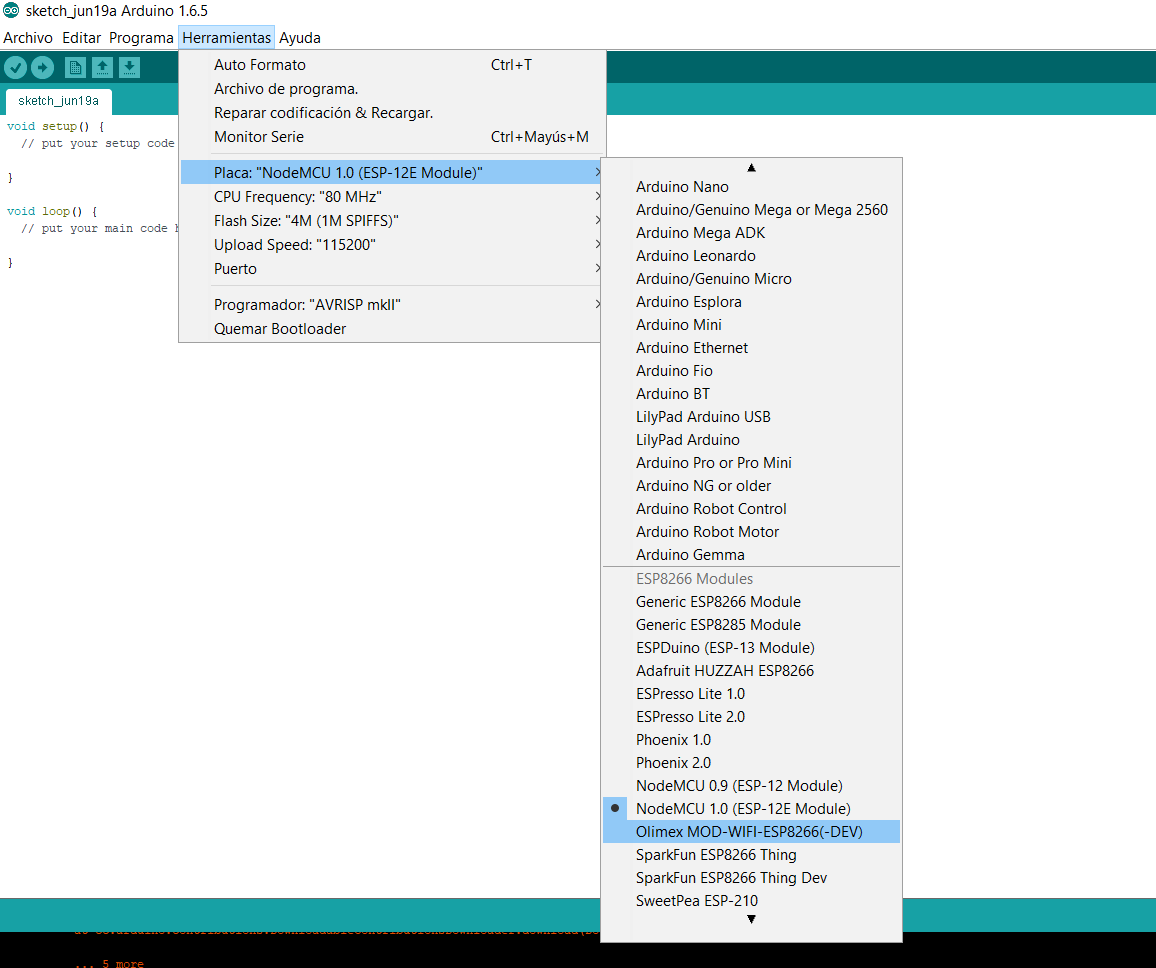 sketch_jun19a Arduino 1.6.5
Archivo Editar Programa Herramientas Ayuda
sketch_jun19a
void setup() {
// put your setup code
}
void loop() {
// put your main code h
}
Auto Formato Ctrl+T
Archivo de programa.
Reparar codificación & Recargar.
Monitor Serie Ctrl+Mayús+M
Placa: "NodeMCU 1.0 (ESP-12E Module)"
CPU Frequency: "80 MHz"
Flash Size: "4M (1M SPIFFS)"
Upload Speed: "115200"
Puerto
Programador: "AVRISP mkII"
Quemar Bootloader
Arduino Nano
Arduino/Genuino Mega or Mega 2560
Arduino Mega ADK
Arduino Leonardo
Arduino/Genuino Micro
Arduino Esplora
Arduino Mini
Arduino Ethernet
Arduino Fio
Arduino BT
LilyPad Arduino USB
LilyPad Arduino
Arduino Pro or Pro Mini
Arduino NG or older
Arduino Robot Control
Arduino Robot Motor
Arduino Gemma
ESP8266 Modules
Generic ESP8266 Module
Generic ESP8285 Module
ESPDuino (ESP-13 Module)
Adafruit HUZZAH ESP8266
ESPresso Lite 1.0
ESPresso Lite 2.0
Phoenix 1.0
Phoenix 2.0
NodeMCU 0.9 (ESP-12 Module)
NodeMCU 1.0 (ESP-12E Module)
Olimex MOD-WIFI-ESP8266(-DEV)
SparkFun ESP8266 Thing
SparkFun ESP8266 Thing Dev
SweetPea ESP-210
... 5 more